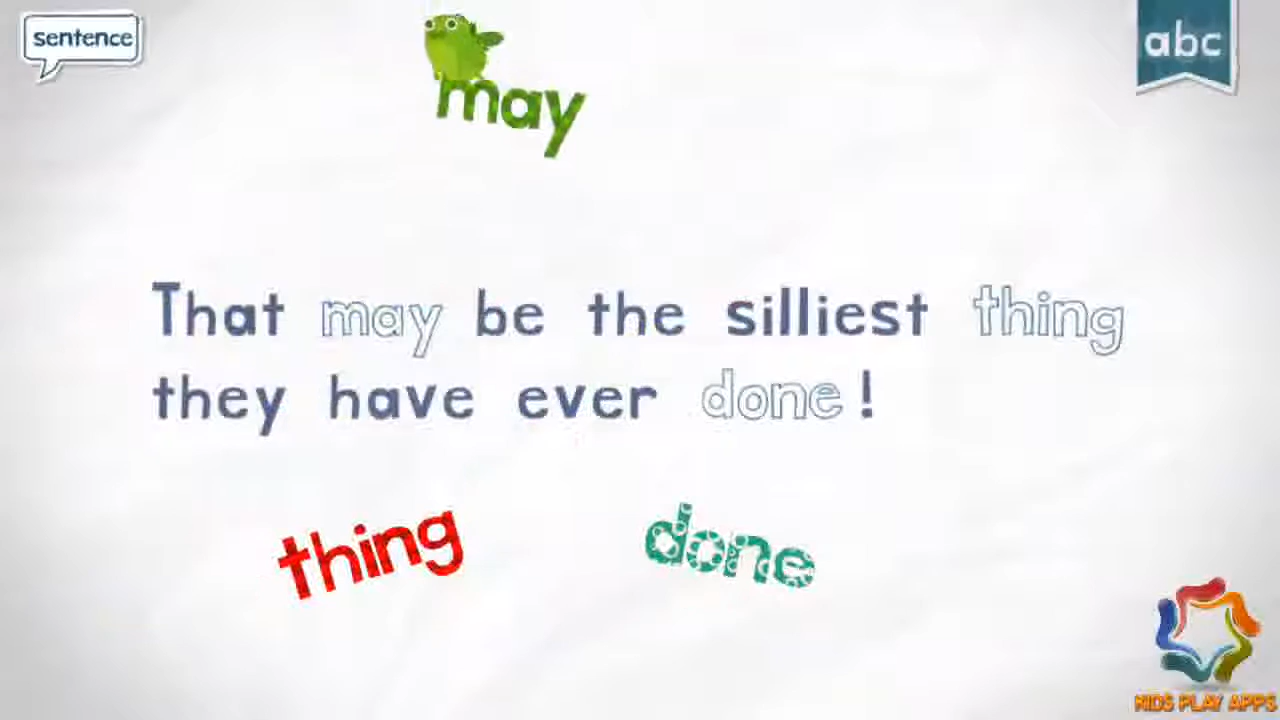 sentence
abc
may
That may be the silliest thing
they have ever done!
thing
done
KIDS PLAY APPS